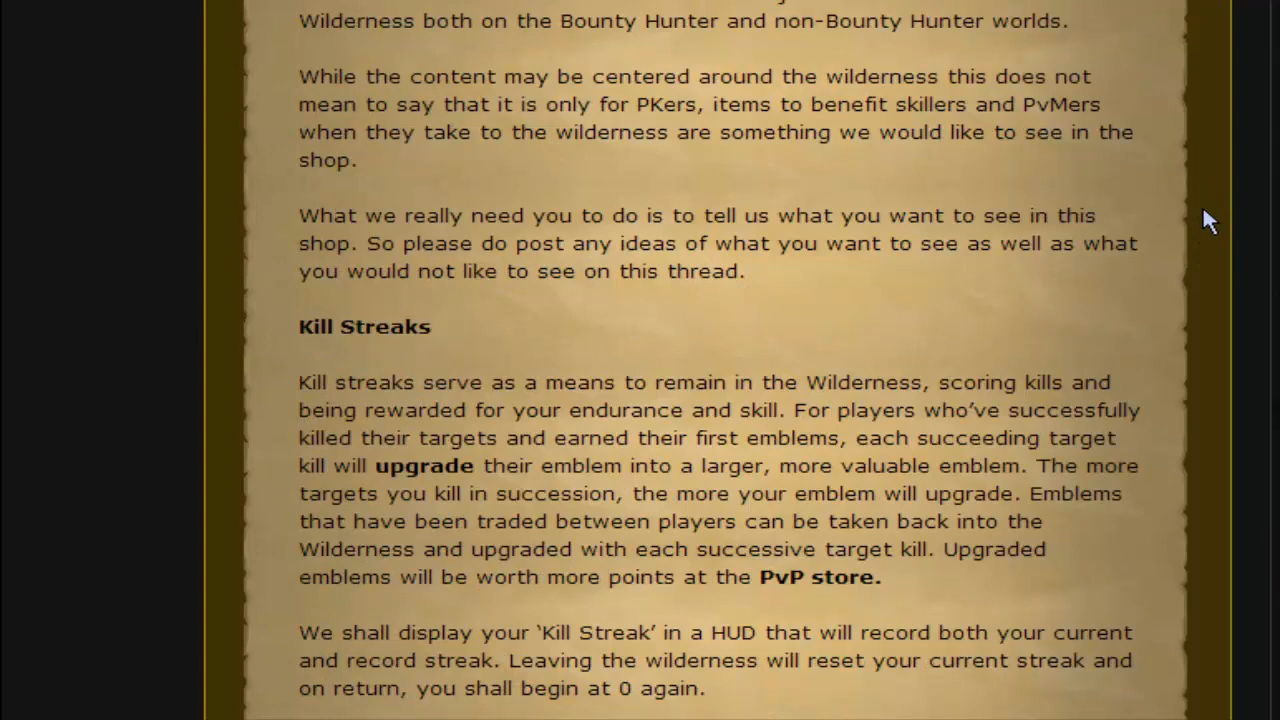 Wilderness both on the Bounty Hunter and non-Bounty Hunter worlds.
While the content may be centered around the wilderness this does not
mean to say that it is only for PKers, items to benefit skillers and PvMers
when they take to the wilderness are something we would like to see in the
shop.
What we really need you to do is to tell us what you want to see in this
shop. So please do post any ideas of what you want to see as well as what
you would not like to see on this thread.
Kill Streaks
Kill streaks serve as a means to remain in the Wilderness, scoring kills and
being rewarded for your endurance and skill. For players who’ve successfully
killed their targets and earned their first emblems, each succeeding target
kill will upgrade their emblem into a larger, more valuable emblem. The more
targets you kill in succession, the more your emblem will upgrade. Emblems
that have been traded between players can be taken back into the
Wilderness and upgraded with each successive target kill. Upgraded
emblems will be worth more points at the PvP store.
We shall display your ‘Kill Streak’ in a HUD that will record both your current
and record streak. Leaving the wilderness will reset your current streak and
on return, you shall begin at 0 again.